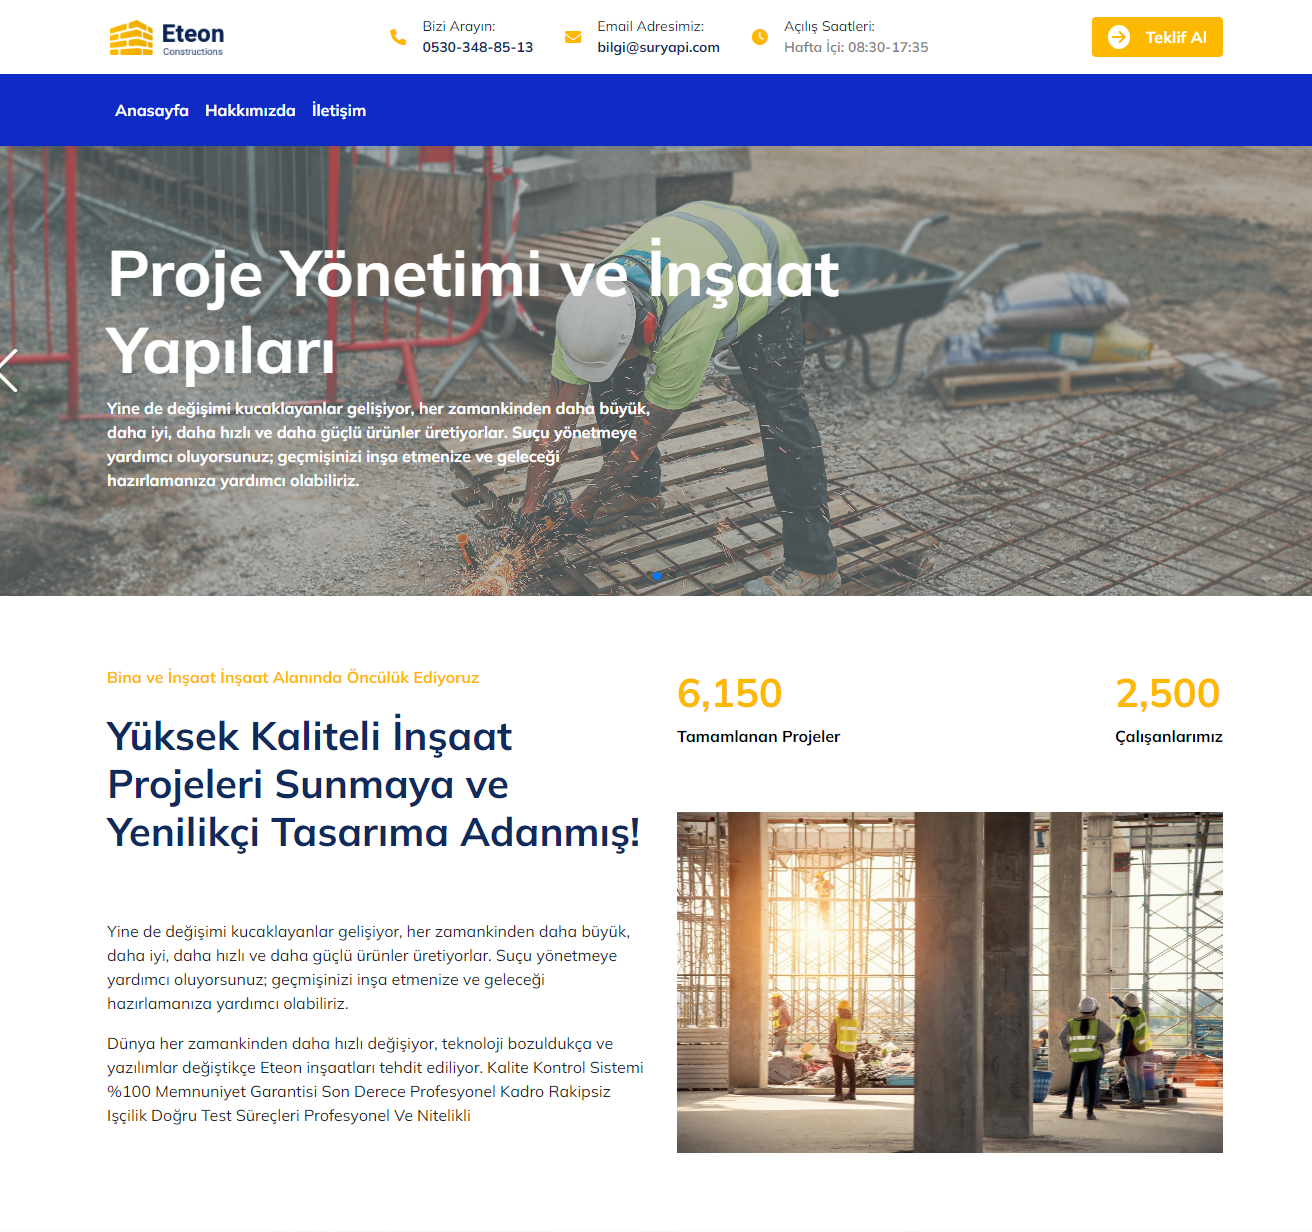 Eteon
Constructions
Bizi Arayın:
0530-348-85-13
Email Adresimiz:
bilgi@suryapi.com
Açılış Saatleri:
Hafta İçi: 08:30-17:35
Teklif Al
Anasayfa Hakkımızda İletişim
Proje Yönetimi ve İnşaat
Yapıları
Yine de değişimi kucaklayanlar gelişiyor, her zamankinden daha büyük,
daha iyi, daha hızlı ve daha güçlü ürünler üretiyorlar. Suçu yönetmeye
yardımcı oluyorsunuz; geçmişinizi inşa etmenize ve geleceği
hazırlamanıza yardımcı olabiliriz.
Bina ve İnşaat İnşaat Alanında Öncülük Ediyoruz
Yüksek Kaliteli İnşaat
Projeleri Sunmaya ve
Yenilikçi Tasarıma Adanmış!
Yine de değişimi kucaklayanlar gelişiyor, her zamankinden daha büyük,
daha iyi, daha hızlı ve daha güçlü ürünler üretiyorlar. Suçu yönetmeye
yardımcı oluyorsunuz; geçmişinizi inşa etmenize ve geleceği
hazırlamanıza yardımcı olabiliriz.
Dünya her zamankinden daha hızlı değişiyor, teknoloji bozuldukça ve
yazılımlar değiştikçe Eteon inşaatları tehdit ediliyor. Kalite Kontrol Sistemi
%100 Memnuniyet Garantisi Son Derece Profesyonel Kadro Rakipsiz
Işçilik Doğru Test Süreçleri Profesyonel Ve Nitelikli
6,150
Tamamlanan Projeler
2,500
Çalışanlarımız